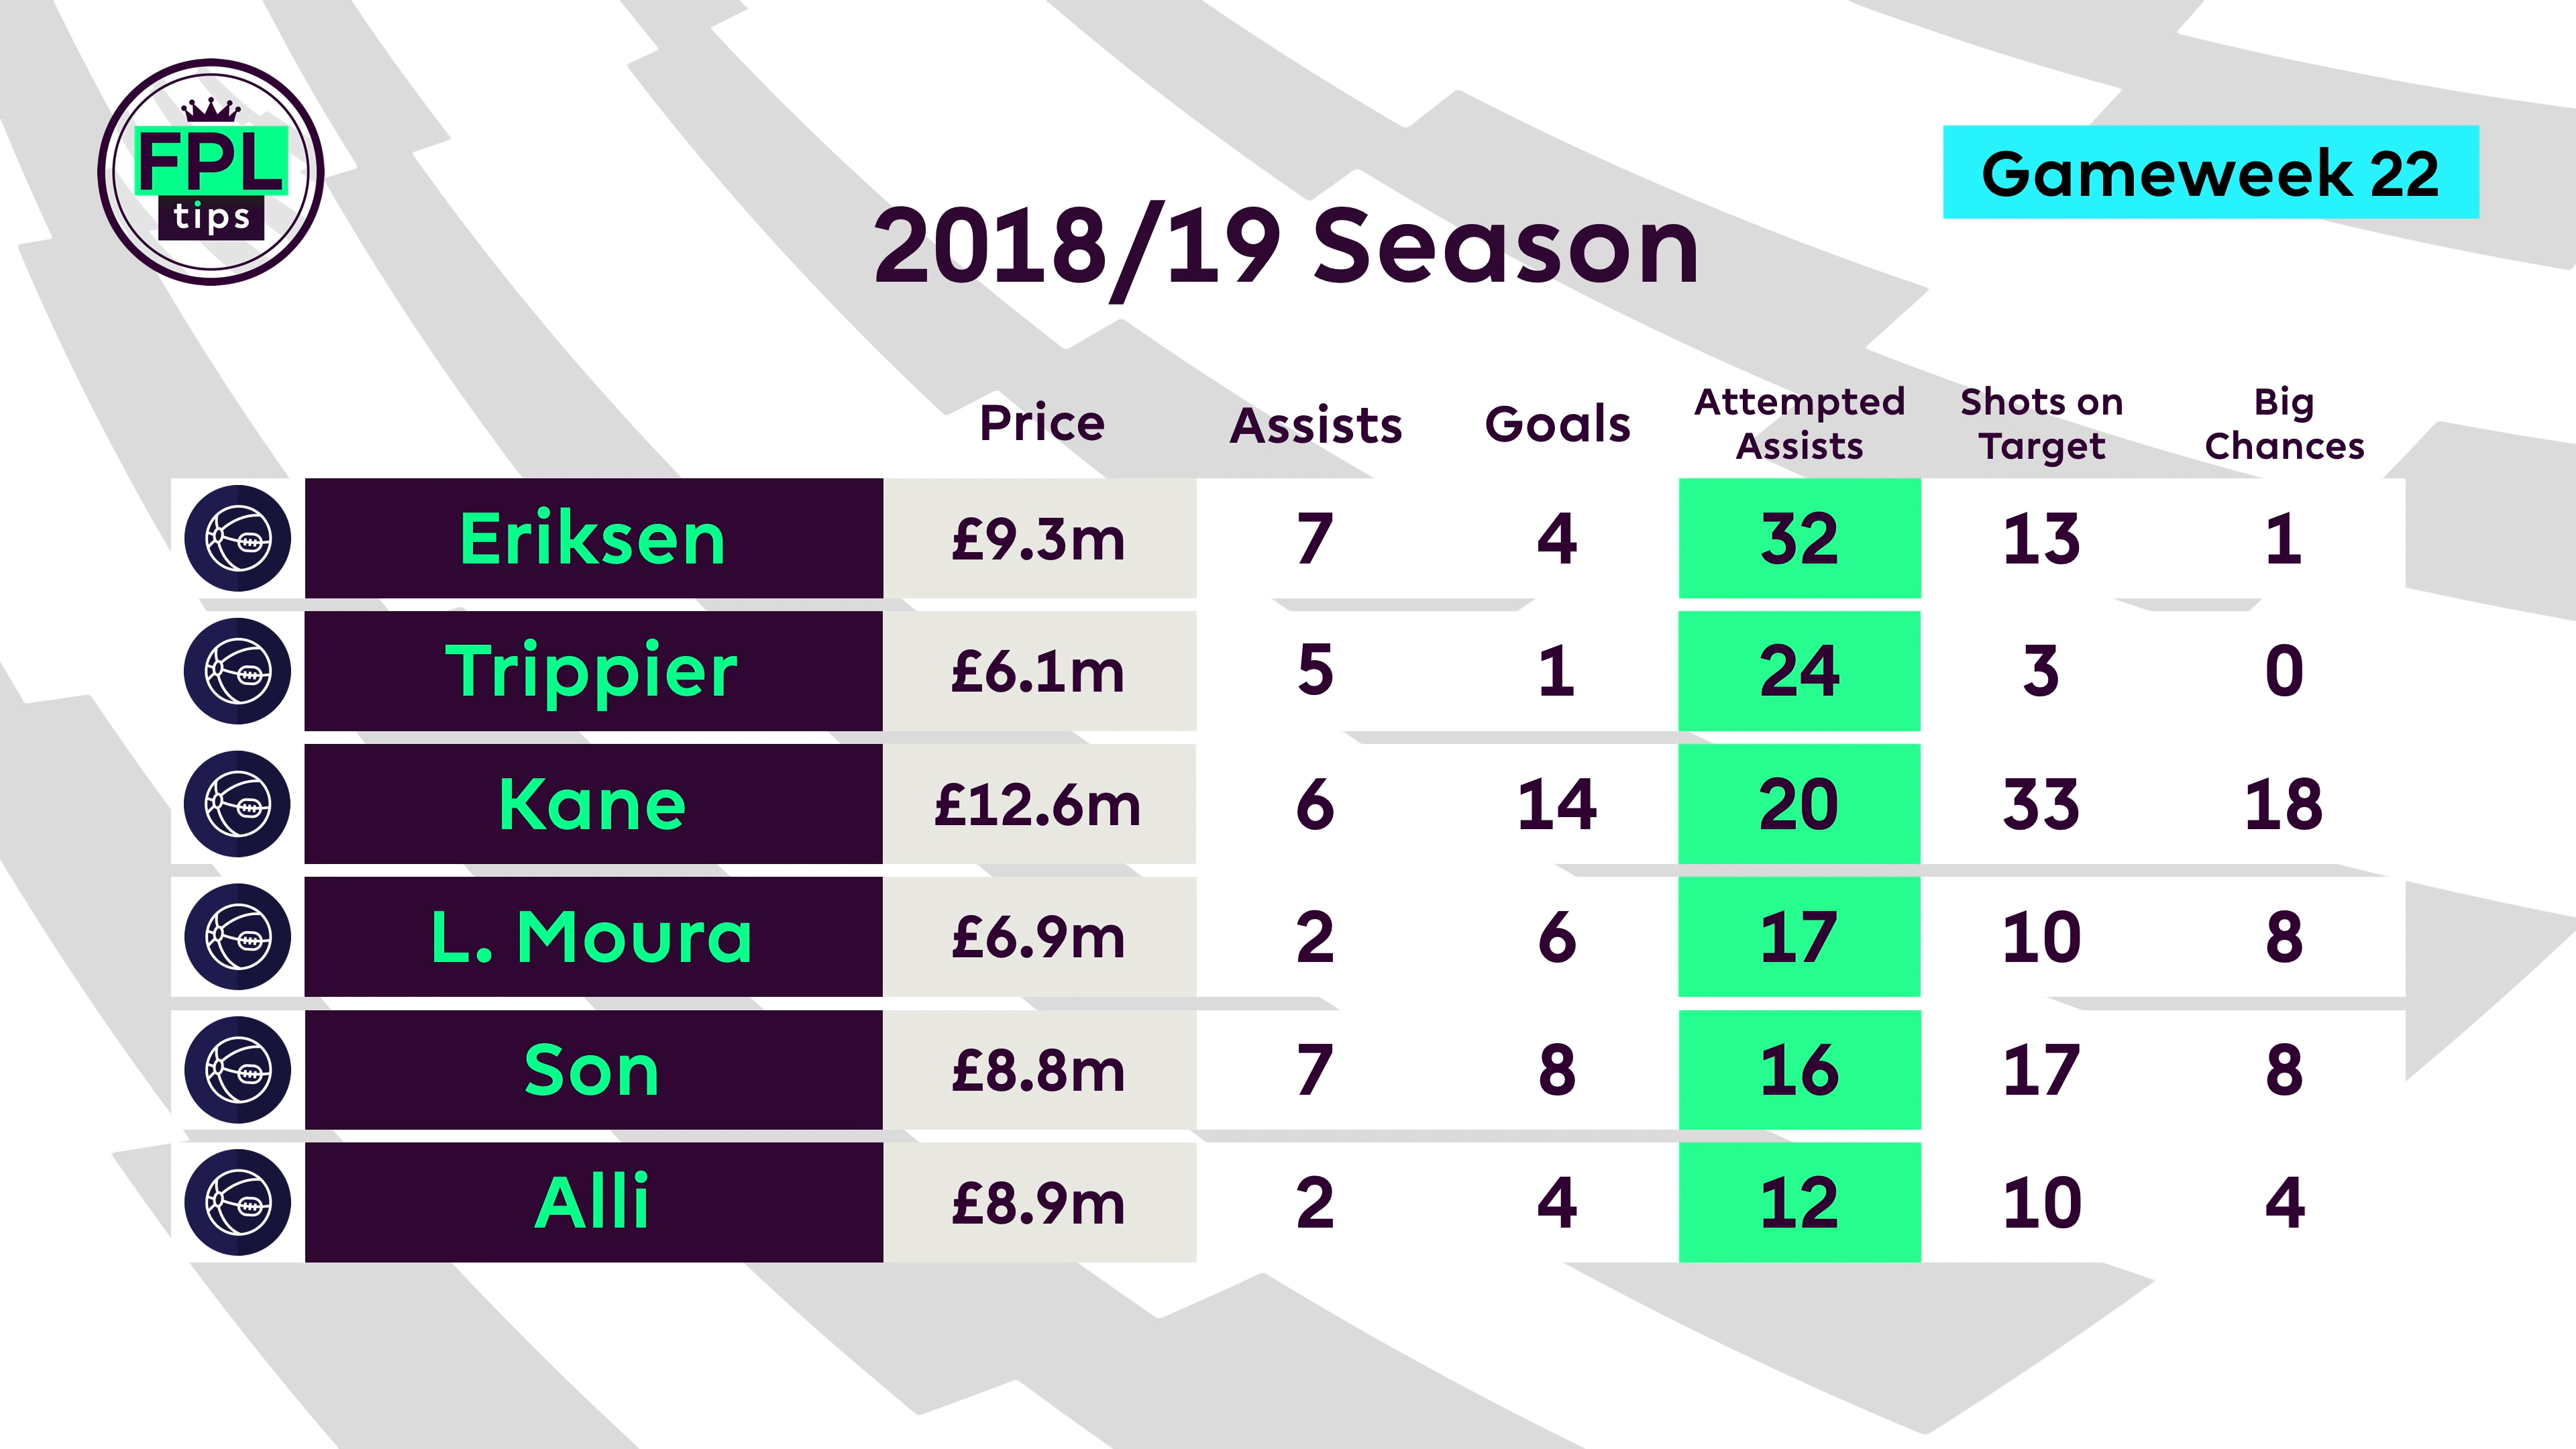 FPL
tips
Gameweek 22
2018/19 Season
Price Assists Goals Attempted Assists Shots on Target Big Chances
Eriksen £9.3m 7 4 32 13 1
Trippier £6.1m 5 1 24 3 0
Kane £12.6m 6 14 20 33 18
L. Moura £6.9m 2 6 17 10 8
Son £8.8m 7 8 16 17 8
Alli £8.9m 2 4 12 10 4